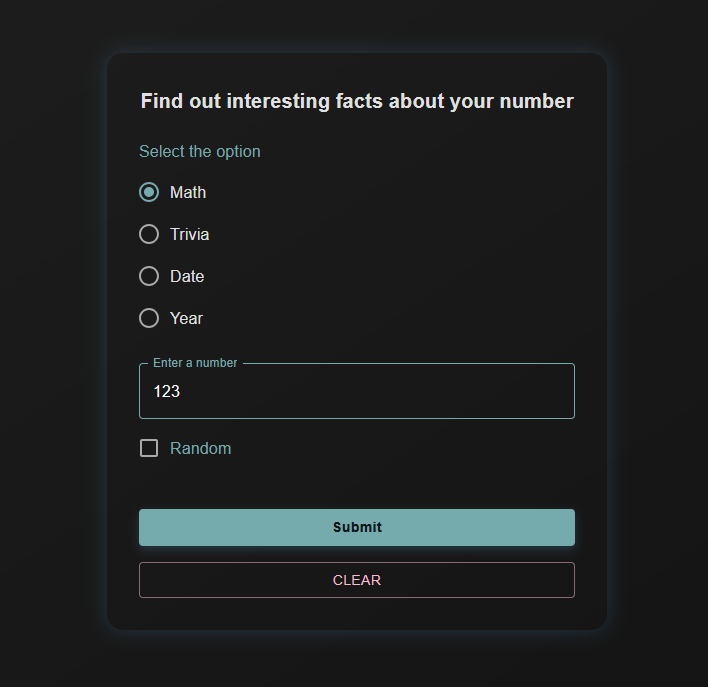 Find out interesting facts about your number
Select the option
Math
Trivia
Date
Year
Enter a number
123
Random
Submit
CLEAR